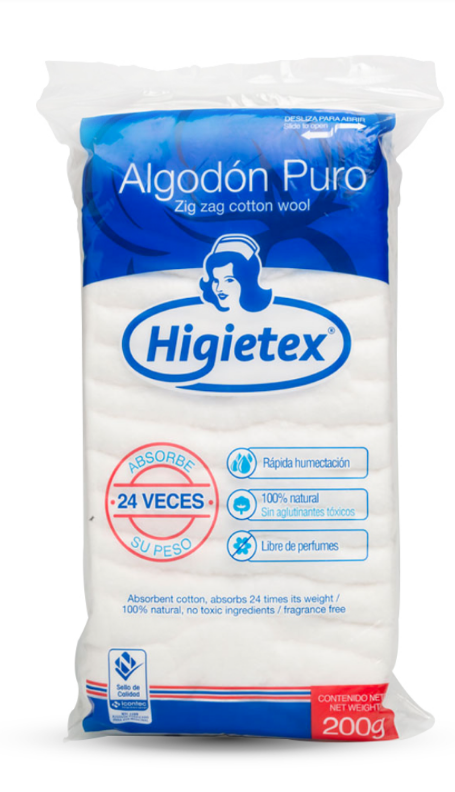 DESLIZA PARA ABRIR
slide to open
Algodón Puro
Zig zag cotton wool
Higietex®
ABSORBE
24 VECES
SU PESO
Rápida humectación
100% natural
Sin aglutinantes tóxicos
Libre de perfumes
Absorbent cotton, absorbs 24 times its weight /
100% natural, no toxic ingredients / fragrance free
Sello de
Calidad
icontec
CONTENIDO NET
NET WEIGHT
200g